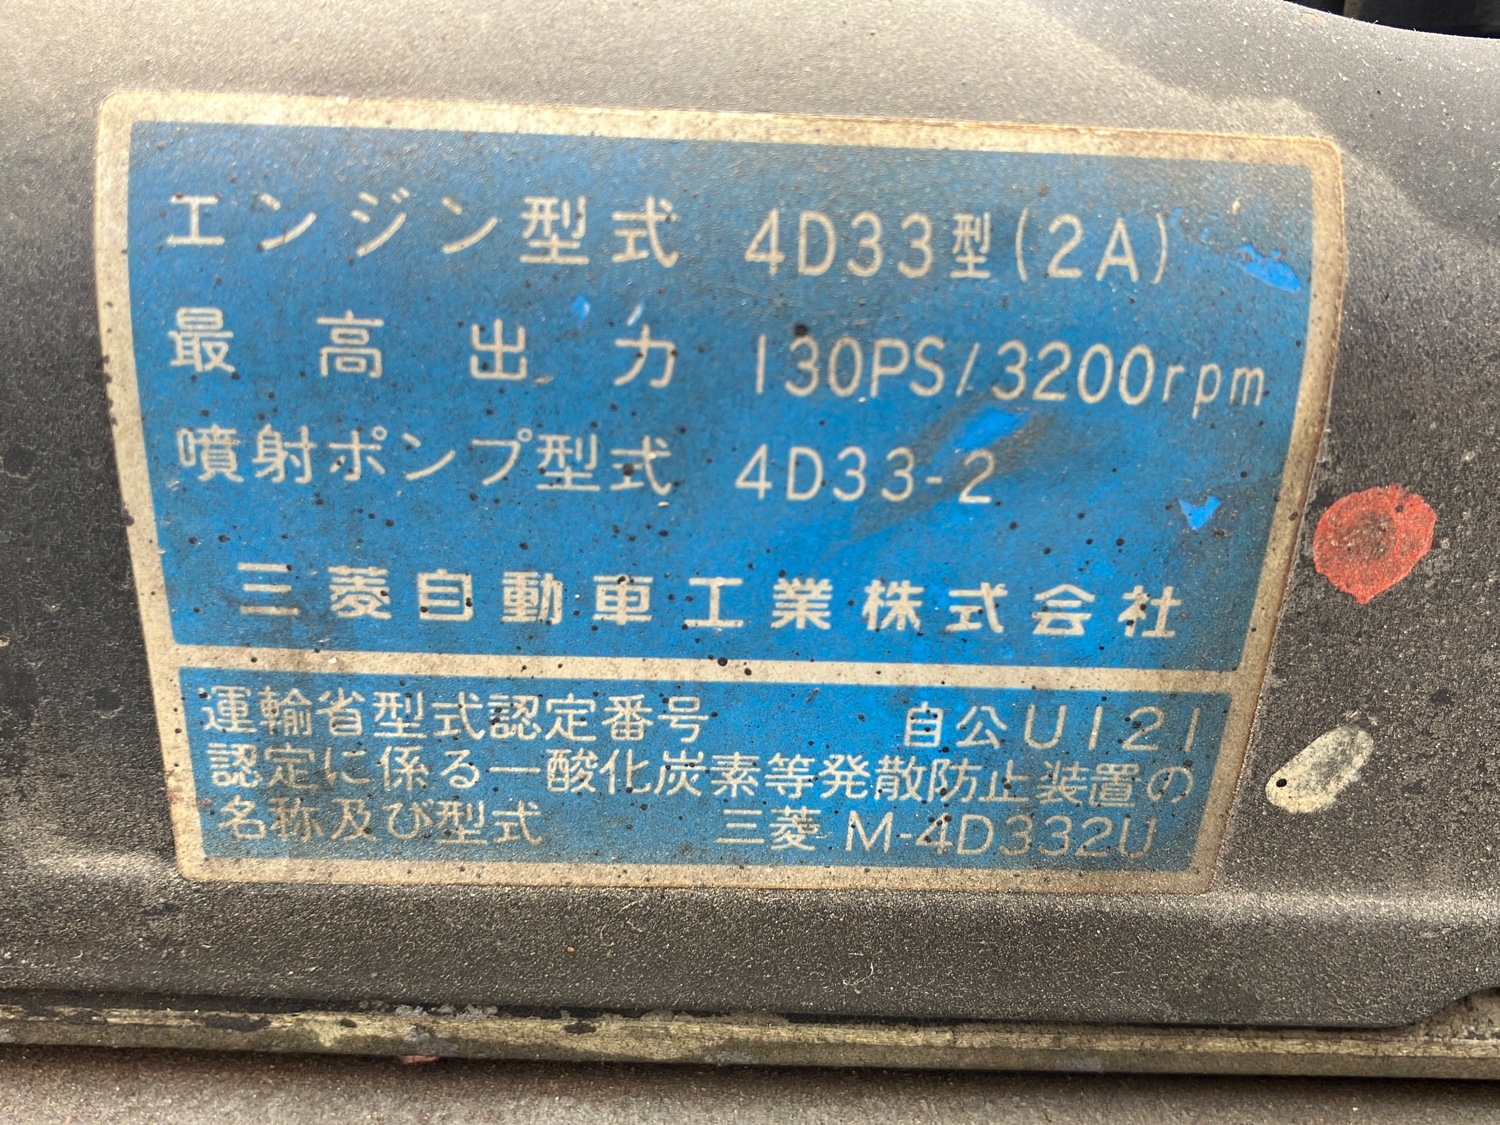 エンジン型式 4D33型(2A)
最高出力 130PS/3200rpm
噴射ポンプ型式 4D33-2
三菱自動車工業株式会社
運輸省型式認定番号 自公U121
認定に係る一酸化炭素等発散防止装置の
名称及び型式 三菱 M-4D332U